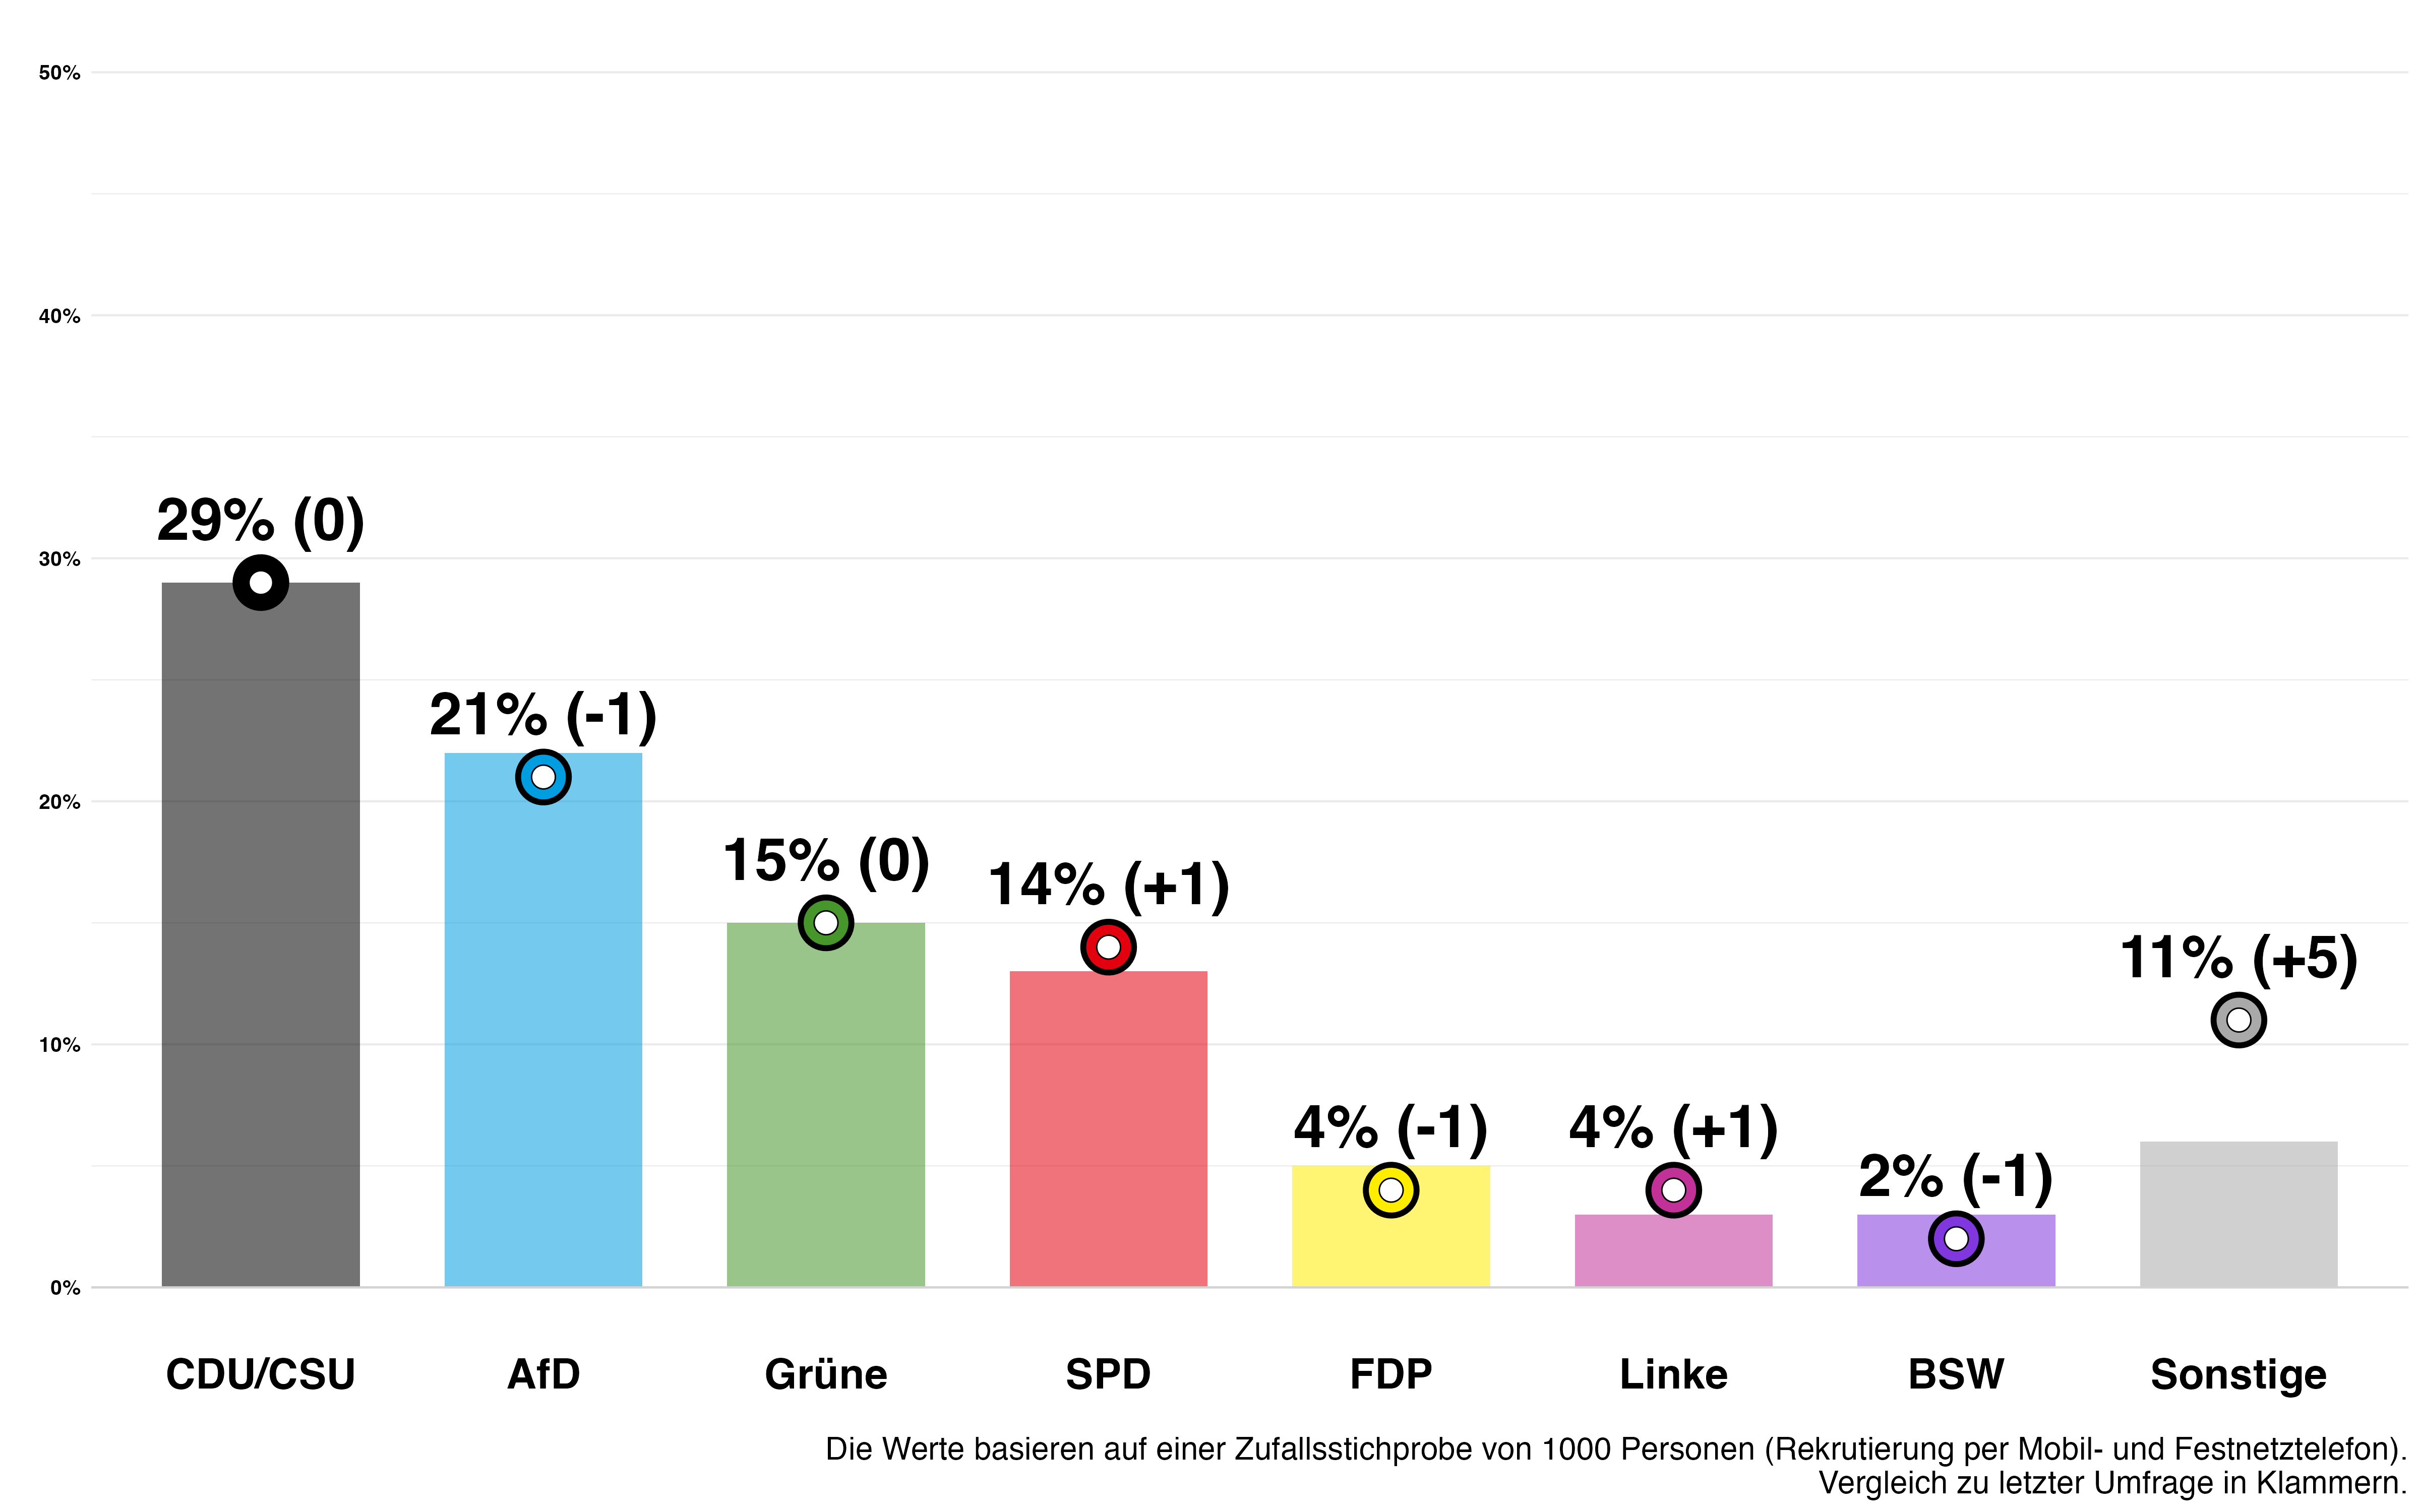 50%
40%
30%
20%
10%
0%
29% (0)
21% (-1)
15% (0)
14% (+1)
4% (-1)
4% (+1)
2% (-1)
11% (+5)
CDU/CSU
AfD
Grüne
SPD
FDP
Linke
BSW
Sonstige
Die Werte basieren auf einer Zufallsstichprobe von 1000 Personen (Rekrutierung per Mobil- und Festnetztelefon).
Vergleich zu letzter Umfrage in Klammern.